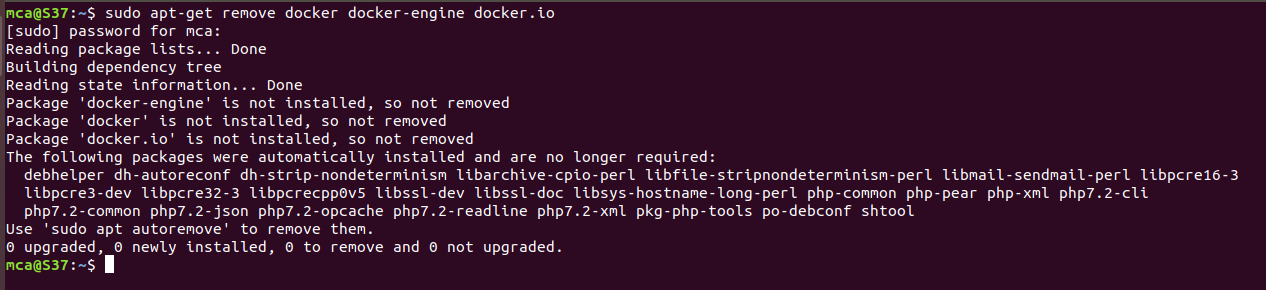 mca@S37:~$ sudo apt-get remove docker docker-engine docker.io
[sudo] password for mca:
Reading package lists... Done
Building dependency tree
Reading state information... Done
Package 'docker-engine' is not installed, so not removed
Package 'docker' is not installed, so not removed
Package 'docker.io' is not installed, so not removed
The following packages were automatically installed and are no longer required:
  debhelper dh-autoreconf dh-strip-nondeterminism libarchive-cpio-perl libfile-stripnondeterminism-perl libmail-sendmail-perl libpcre16-3
  libpcre3-dev libpcre32-3 libpcrecpp0v5 libssl-dev libssl-doc libsys-hostname-long-perl php-common php-pear php-xml php7.2-cli
  php7.2-common php7.2-json php7.2-opcache php7.2-readline php7.2-xml pkg-php-tools po-debconf shtool
Use 'sudo apt autoremove' to remove them.
0 upgraded, 0 newly installed, 0 to remove and 0 not upgraded.
mca@S37:~$